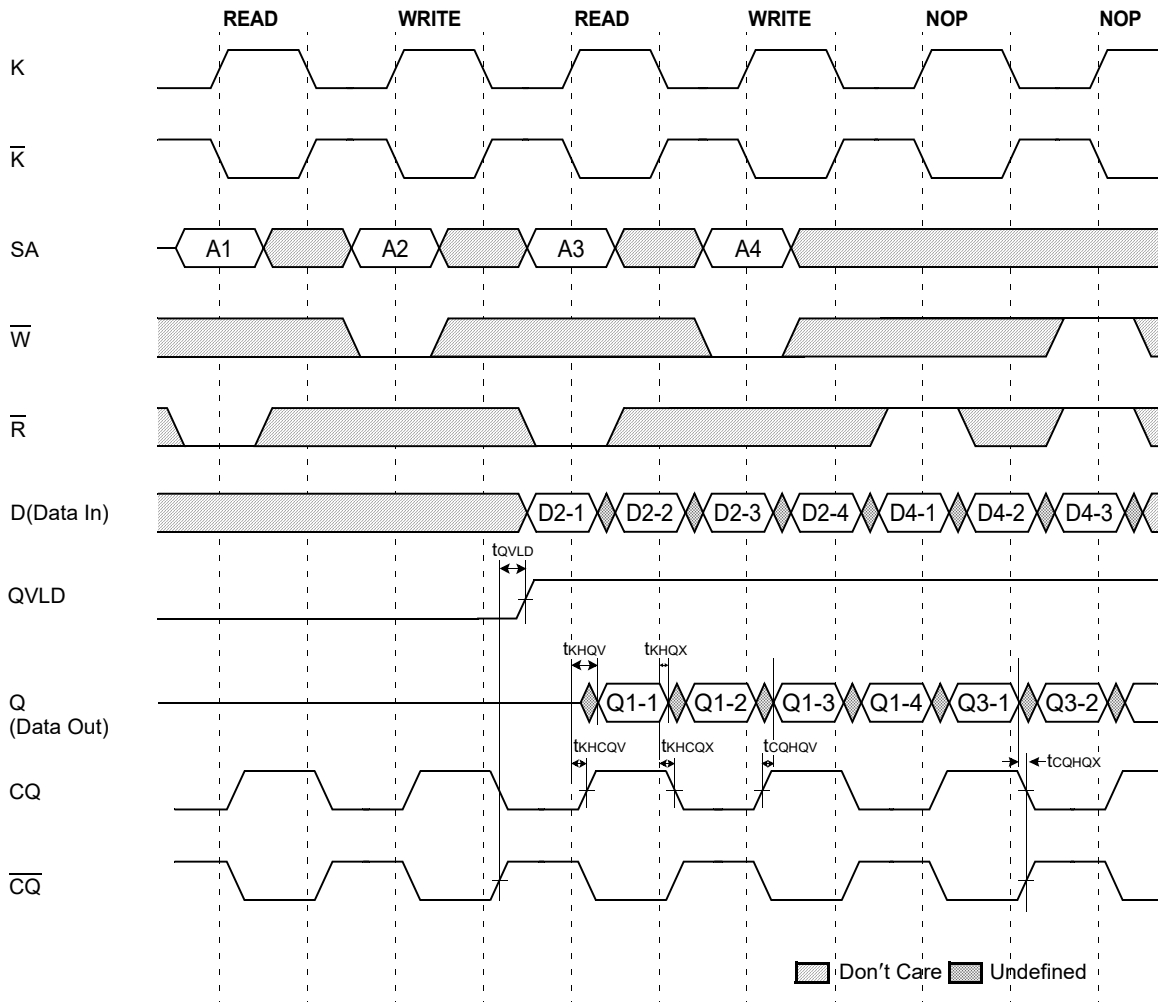 READ WRITE READ WRITE NOP NOP
K
K
SA A1 A2 A3 A4
W
R
D(Data In) D2-1 D2-2 D2-3 D2-4 D4-1 D4-2 D4-3
tQVLD
QVLD
tKHQV tKHQX
Q Q1-1 Q1-2 Q1-3 Q1-4 Q3-1 Q3-2
(Data Out)
tKHCQV tKHCQX tCQHQV tCQHQX
CQ
CQ
Don't Care Undefined